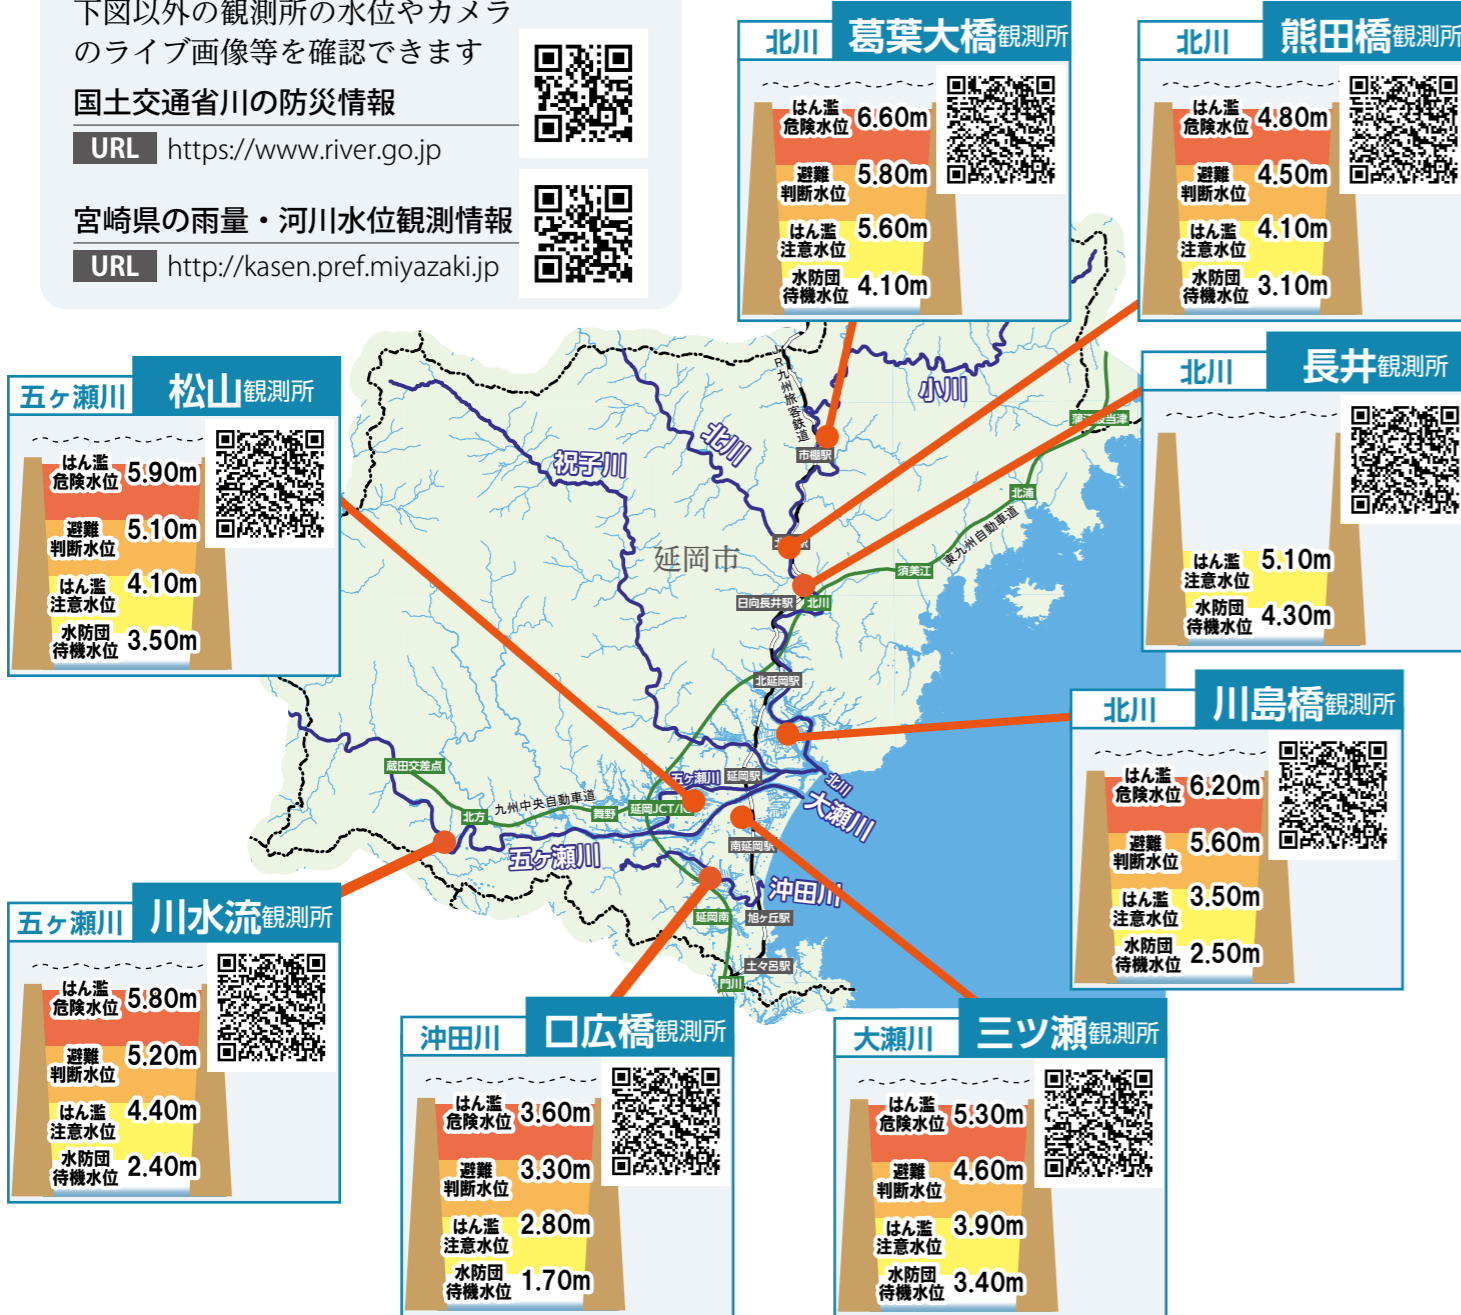 下図以外の観測所の水位やカメラ
のライブ画像等を確認できます
国土交通省川の防災情報
URL https://www.river.go.jp
宮崎県の雨量・河川水位観測情報
URL http://kasen.pref.miyazaki.jp
北川 葛葉大橋観測所
はん濫危険水位 6.60m
避難判断水位 5.80m
はん濫注意水位 5.60m
水防団待機水位 4.10m
北川 熊田橋観測所
はん濫危険水位 4.80m
避難判断水位 4.50m
はん濫注意水位 4.10m
水防団待機水位 3.10m
北川 長井観測所
はん濫注意水位 5.10m
水防団待機水位 4.30m
五ヶ瀬川 松山観測所
はん濫危険水位 5.90m
避難判断水位 5.10m
はん濫注意水位 4.10m
水防団待機水位 3.50m
北川 川島橋観測所
はん濫危険水位 6.20m
避難判断水位 5.60m
はん濫注意水位 3.50m
水防団待機水位 2.50m
五ヶ瀬川 川水流観測所
はん濫危険水位 5.80m
避難判断水位 5.20m
はん濫注意水位 4.40m
水防団待機水位 2.40m
沖田川 口広橋観測所
はん濫危険水位 3.60m
避難判断水位 3.30m
はん濫注意水位 2.80m
水防団待機水位 1.70m
大瀬川 三ツ瀬観測所
はん濫危険水位 5.30m
避難判断水位 4.60m
はん濫注意水位 3.90m
水防団待機水位 3.40m
JR九州旅客鉄道
小川
北川
祝子川
市棚駅
北浦
東九州自動車道
延岡市
須美江
日向長井駅
北川
北延岡駅
蔵田交差点
五ヶ瀬川
延岡駅
北川
九州中央自動車道
北方
舞野
延岡JCT/I
大瀬川
五ヶ瀬川
南延岡駅
沖田川
延岡南
旭ヶ丘駅
土々呂駅
門川